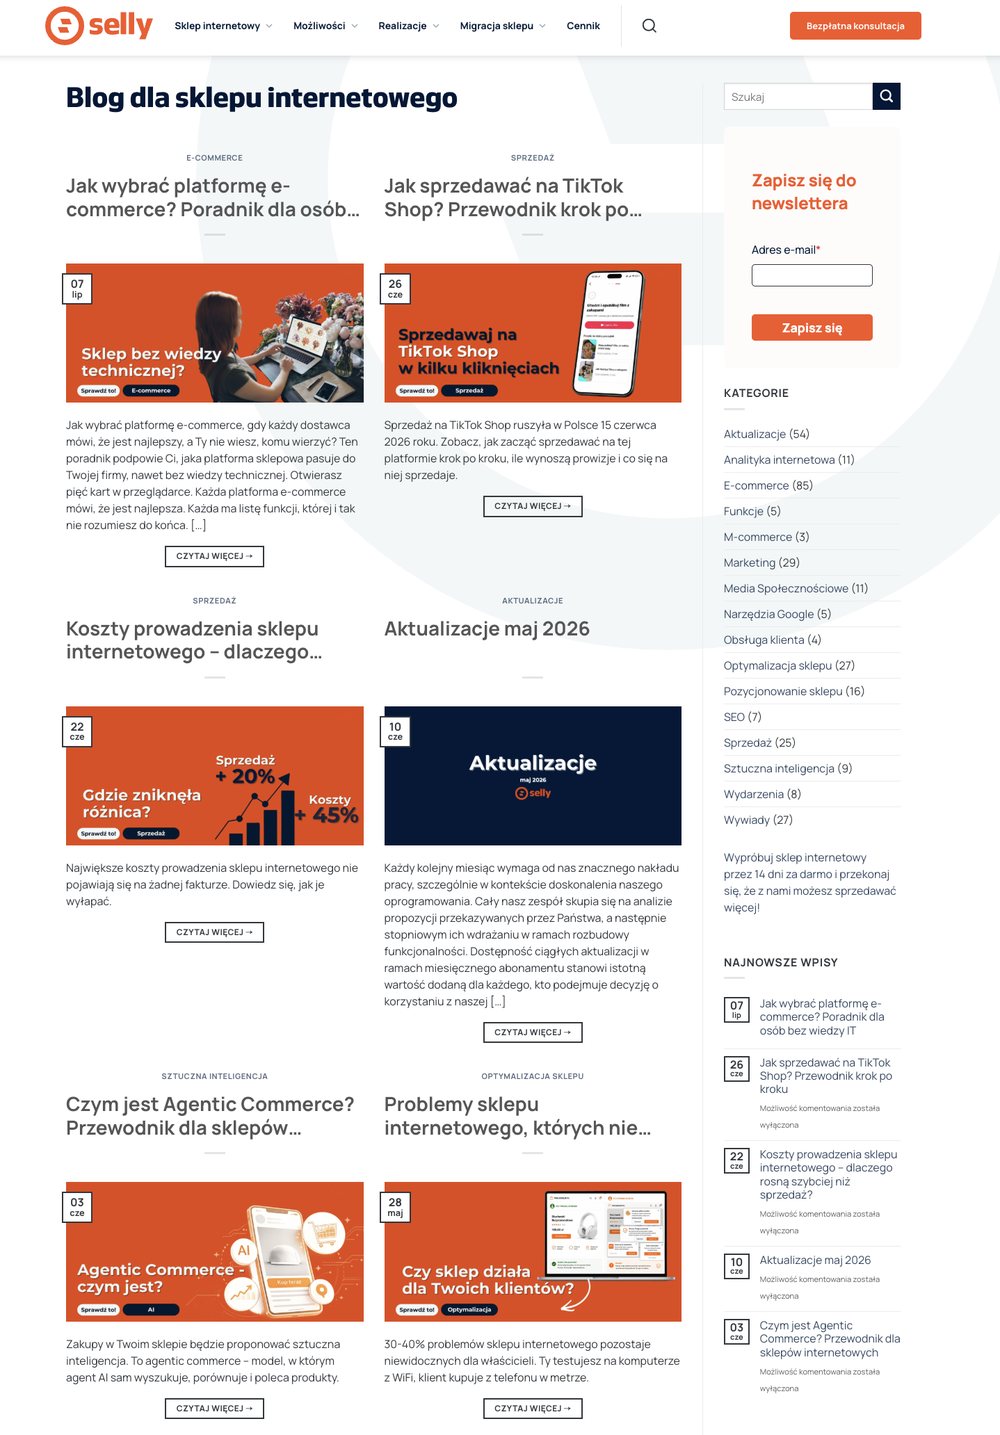 selly
Sklep internetowy
Możliwości
Realizacje
Migracja sklepu
Cennik
Bezpłatna konsultacja
Blog dla sklepu internetowego
E-COMMERCE
Jak wybrać platformę e-
commerce? Poradnik dla osób...
07
lip
Sklep bez wiedzy
technicznej?
Sprawdź to!
E-commerce
Jak wybrać platformę e-commerce, gdy każdy dostawca
mówi, że jest najlepszy, a Ty nie wiesz, komu wierzyć? Ten
poradnik podpowie Ci, jaka platforma sklepowa pasuje do
Twojej firmy, nawet bez wiedzy technicznej. Otwierasz
pięć kart w przeglądarce. Każda platforma e-commerce
mówi, że jest najlepsza. Każda ma listę funkcji, której i tak
nie rozumiesz do końca. [...]
CZYTAJ WIĘCEJ →
SPRZEDAŻ
Jak sprzedawać na TikTok
Shop? Przewodnik krok po...
26
cze
Sprzedawaj na
TikTok Shop
w kilku kliknięciach
Sprawdź to!
Sprzedaż
Sprzedaż na TikTok Shop ruszyła w Polsce 15 czerwca
2026 roku. Zobacz, jak zacząć sprzedawać na tej
platformie krok po kroku, ile wynoszą prowizje i co się na
niej sprzedaje.
CZYTAJ WIĘCEJ →
SPRZEDAŻ
Koszty prowadzenia sklepu
internetowego – dlaczego...
22
cze
Sprzedaż
+ 20%
Gdzie zniknęła
różnica?
Koszty
+ 45%
Sprawdź to!
Sprzedaż
Największe koszty prowadzenia sklepu internetowego nie
pojawiają się na żadnej fakturze. Dowiedz się, jak je
wyłapać.
CZYTAJ WIĘCEJ →
AKTUALIZACJE
Aktualizacje maj 2026
10
cze
Aktualizacje
maj 2026
selly
Każdy kolejny miesiąc wymaga od nas znacznego nakładu
pracy, szczególnie w kontekście doskonalenia naszego
oprogramowania. Cały nasz zespół skupia się na analizie
propozycji przekazywanych przez Państwa, a następnie
stopniowym ich wdrażaniu w ramach rozbudowy
funkcjonalności. Dostępność ciągłych aktualizacji w
ramach miesięcznego abonamentu stanowi istotną
wartość dodaną dla każdego, kto podejmuje decyzję o
korzystaniu z naszej [...]
CZYTAJ WIĘCEJ →
SZTUCZNA INTELIGENCJA
Czym jest Agentic Commerce?
Przewodnik dla sklepów...
03
cze
AI
Kup teraz
Agentic Commerce -
czym jest?
Sprawdź to!
AI
Zakupy w Twoim sklepie będzie proponować sztuczna
inteligencja. To agentic commerce – model, w którym
agent AI sam wyszukuje, porównuje i poleca produkty.
CZYTAJ WIĘCEJ →
OPTYMALIZACJA SKLEPU
Problemy sklepu
internetowego, których nie...
28
maj
Czy sklep działa
dla Twoich klientów?
Sprawdź to!
Optymalizacja
30-40% problemów sklepu internetowego pozostaje
niewidocznych dla właścicieli. Ty testujesz na komputerze
z WiFi, klient kupuje z telefonu w metrze.
CZYTAJ WIĘCEJ →
Szukaj
Zapisz się do
newslettera
Adres e-mail*
Zapisz się
KATEGORIE
Aktualizacje (54)
Analityka internetowa (11)
E-commerce (85)
Funkcje (5)
M-commerce (3)
Marketing (29)
Media Społecznościowe (11)
Narzędzia Google (5)
Obsługa klienta (4)
Optymalizacja sklepu (27)
Pozycjonowanie sklepu (16)
SEO (7)
Sprzedaż (25)
Sztuczna inteligencja (9)
Wydarzenia (8)
Wywiady (27)
Wypróbuj sklep internetowy
przez 14 dni za darmo i przekonaj
się, że z nami możesz sprzedawać
więcej!
NAJNOWSZE WPISY
07
lip
Jak wybrać platformę e-
commerce? Poradnik dla
osób bez wiedzy IT
26
cze
Jak sprzedawać na TikTok
Shop? Przewodnik krok po
kroku
Możliwość komentowania została
wyłączona
22
cze
Koszty prowadzenia sklepu
internetowego – dlaczego
rosną szybciej niż
sprzedaż?
Możliwość komentowania została
wyłączona
10
cze
Aktualizacje maj 2026
Możliwość komentowania została
wyłączona
03
cze
Czym jest Agentic
Commerce? Przewodnik dla
sklepów internetowych
Możliwość komentowania została
wyłączona